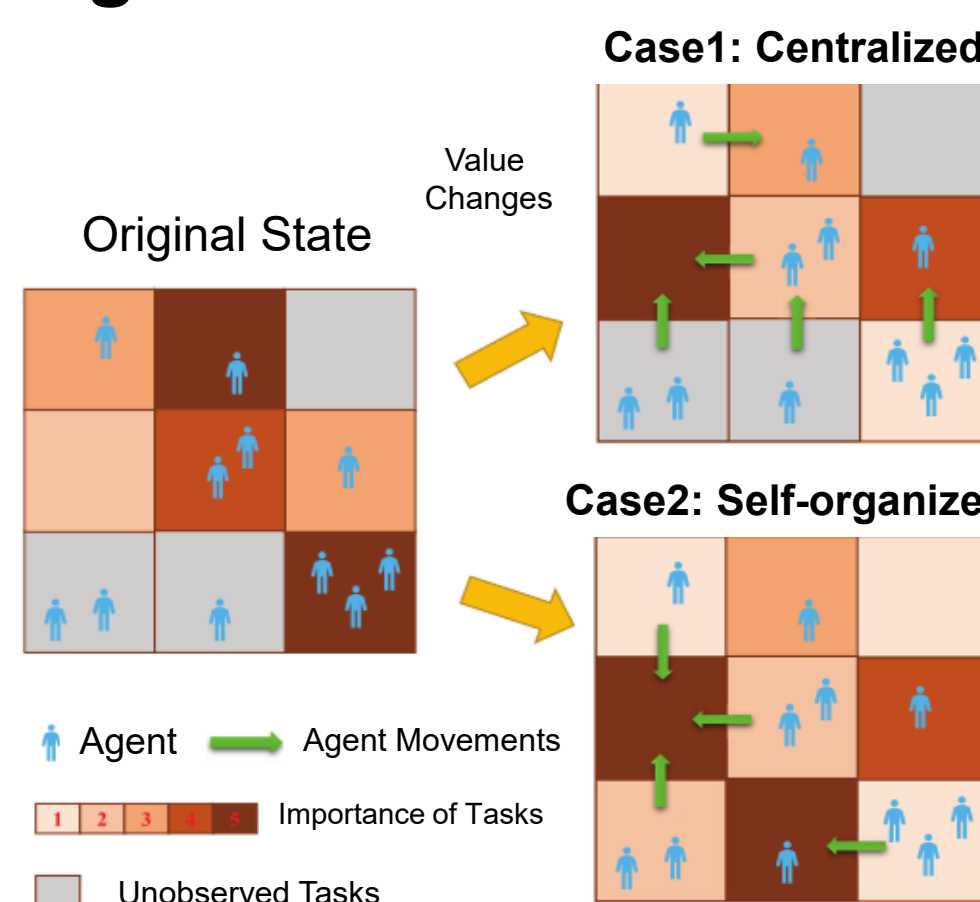 Case1: Centralized
Value
Changes
Original State
Case2: Self-organize
Agent
Agent Movements
1 2 3 4 5
Importance of Tasks
Unobserved Tasks